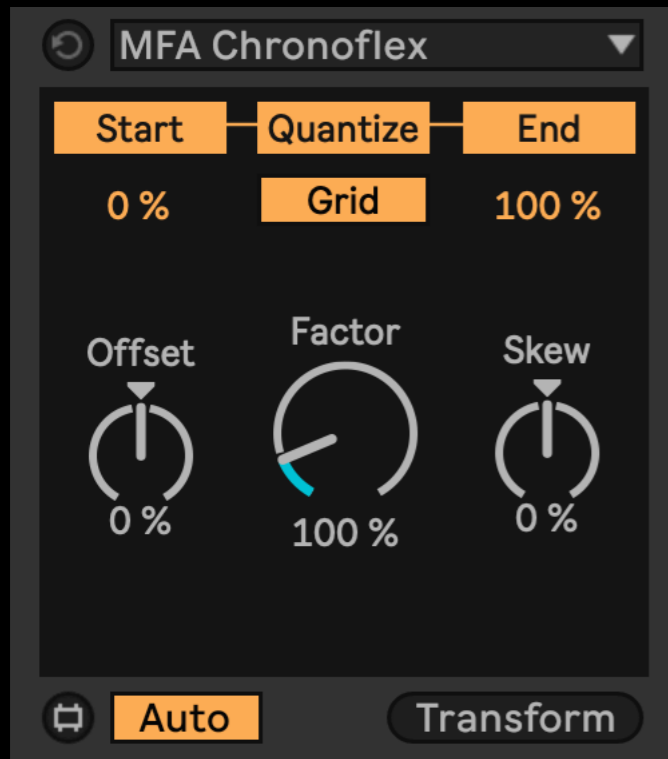 MFA Chronoflex
Start Quantize End
0 % Grid 100 %
Offset Factor Skew
0 % 100 % 0 %
Auto Transform